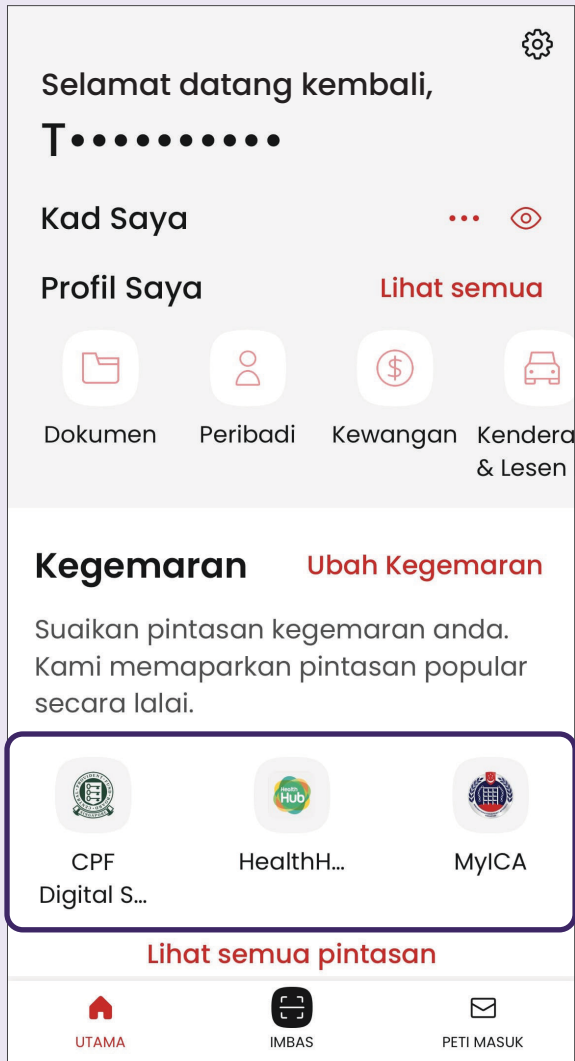 Selamat datang kembali,
T••••••••••
Kad Saya
Profil Saya Lihat semua
Dokumen Peribadi Kewangan Kendera
& Lesen
Kegemaran Ubah Kegemaran
Suaikan pintasan kegemaran anda.
Kami memaparkan pintasan popular
secara lalai.
Health
Hub
CPF HealthH... MyICA
Digital S...
Lihat semua pintasan
UTAMA IMBAS PETI MASUK